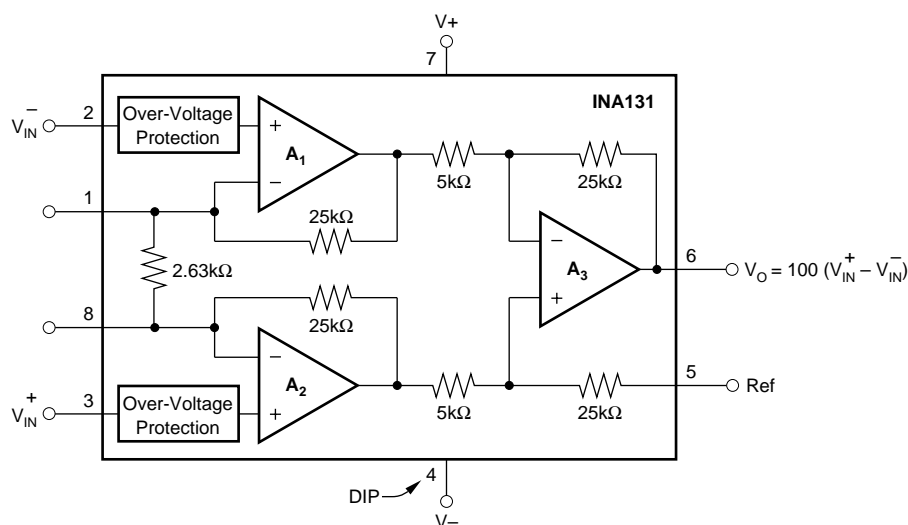 V+
7
INA131
V⁻IN
2
Over-Voltage
Protection
+
A1
−
5kΩ
25kΩ
1
25kΩ
2.63kΩ
−
A3
+
6
VO = 100 (V⁺IN − V⁻IN)
8
25kΩ
−
A2
+
5kΩ
25kΩ
5
Ref
V⁺IN
3
Over-Voltage
Protection
DIP
4
V−